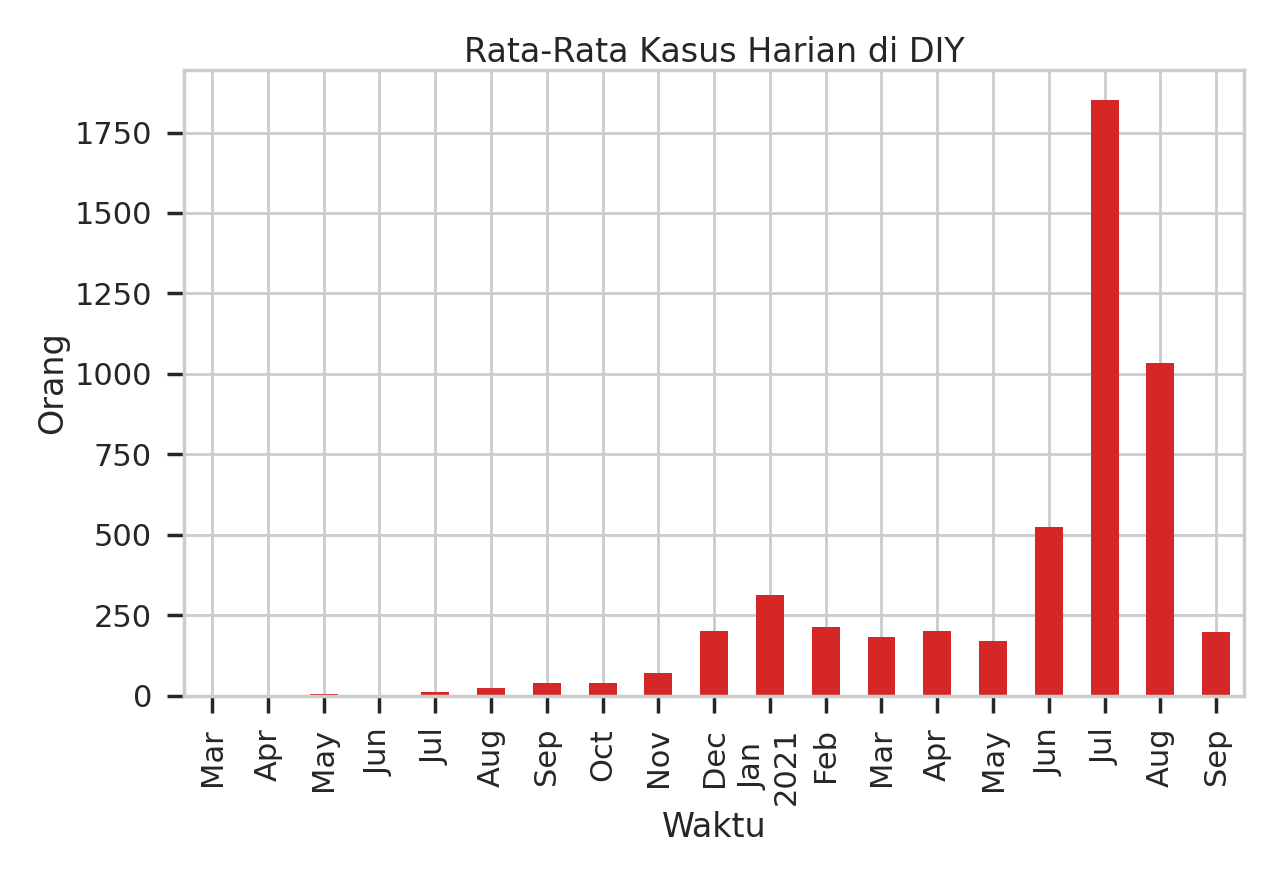 Rata-Rata Kasus Harian di DIY
Orang
1750
1500
1250
1000
750
500
250
0
Mar
Apr
May
Jun
Jul
Aug
Sep
Oct
Nov
Dec
Jan
2021
Feb
Mar
Apr
May
Jun
Jul
Aug
Sep
Waktu